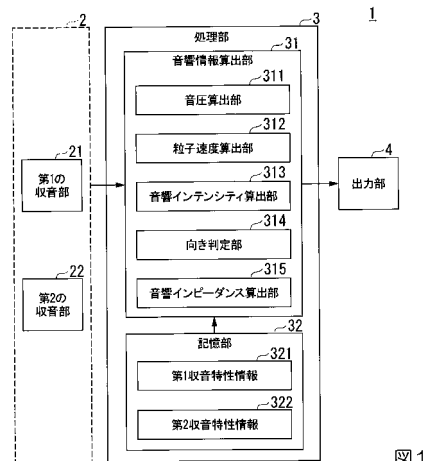 1
2
3
処理部
31
音響情報算出部
311
音圧算出部
312
粒子速度算出部
313
音響インテンシティ算出部
314
向き判定部
315
音響インピーダンス算出部
21
第1の
収音部
22
第2の
収音部
4
出力部
32
記憶部
321
第1収音特性情報
322
第2収音特性情報
図1